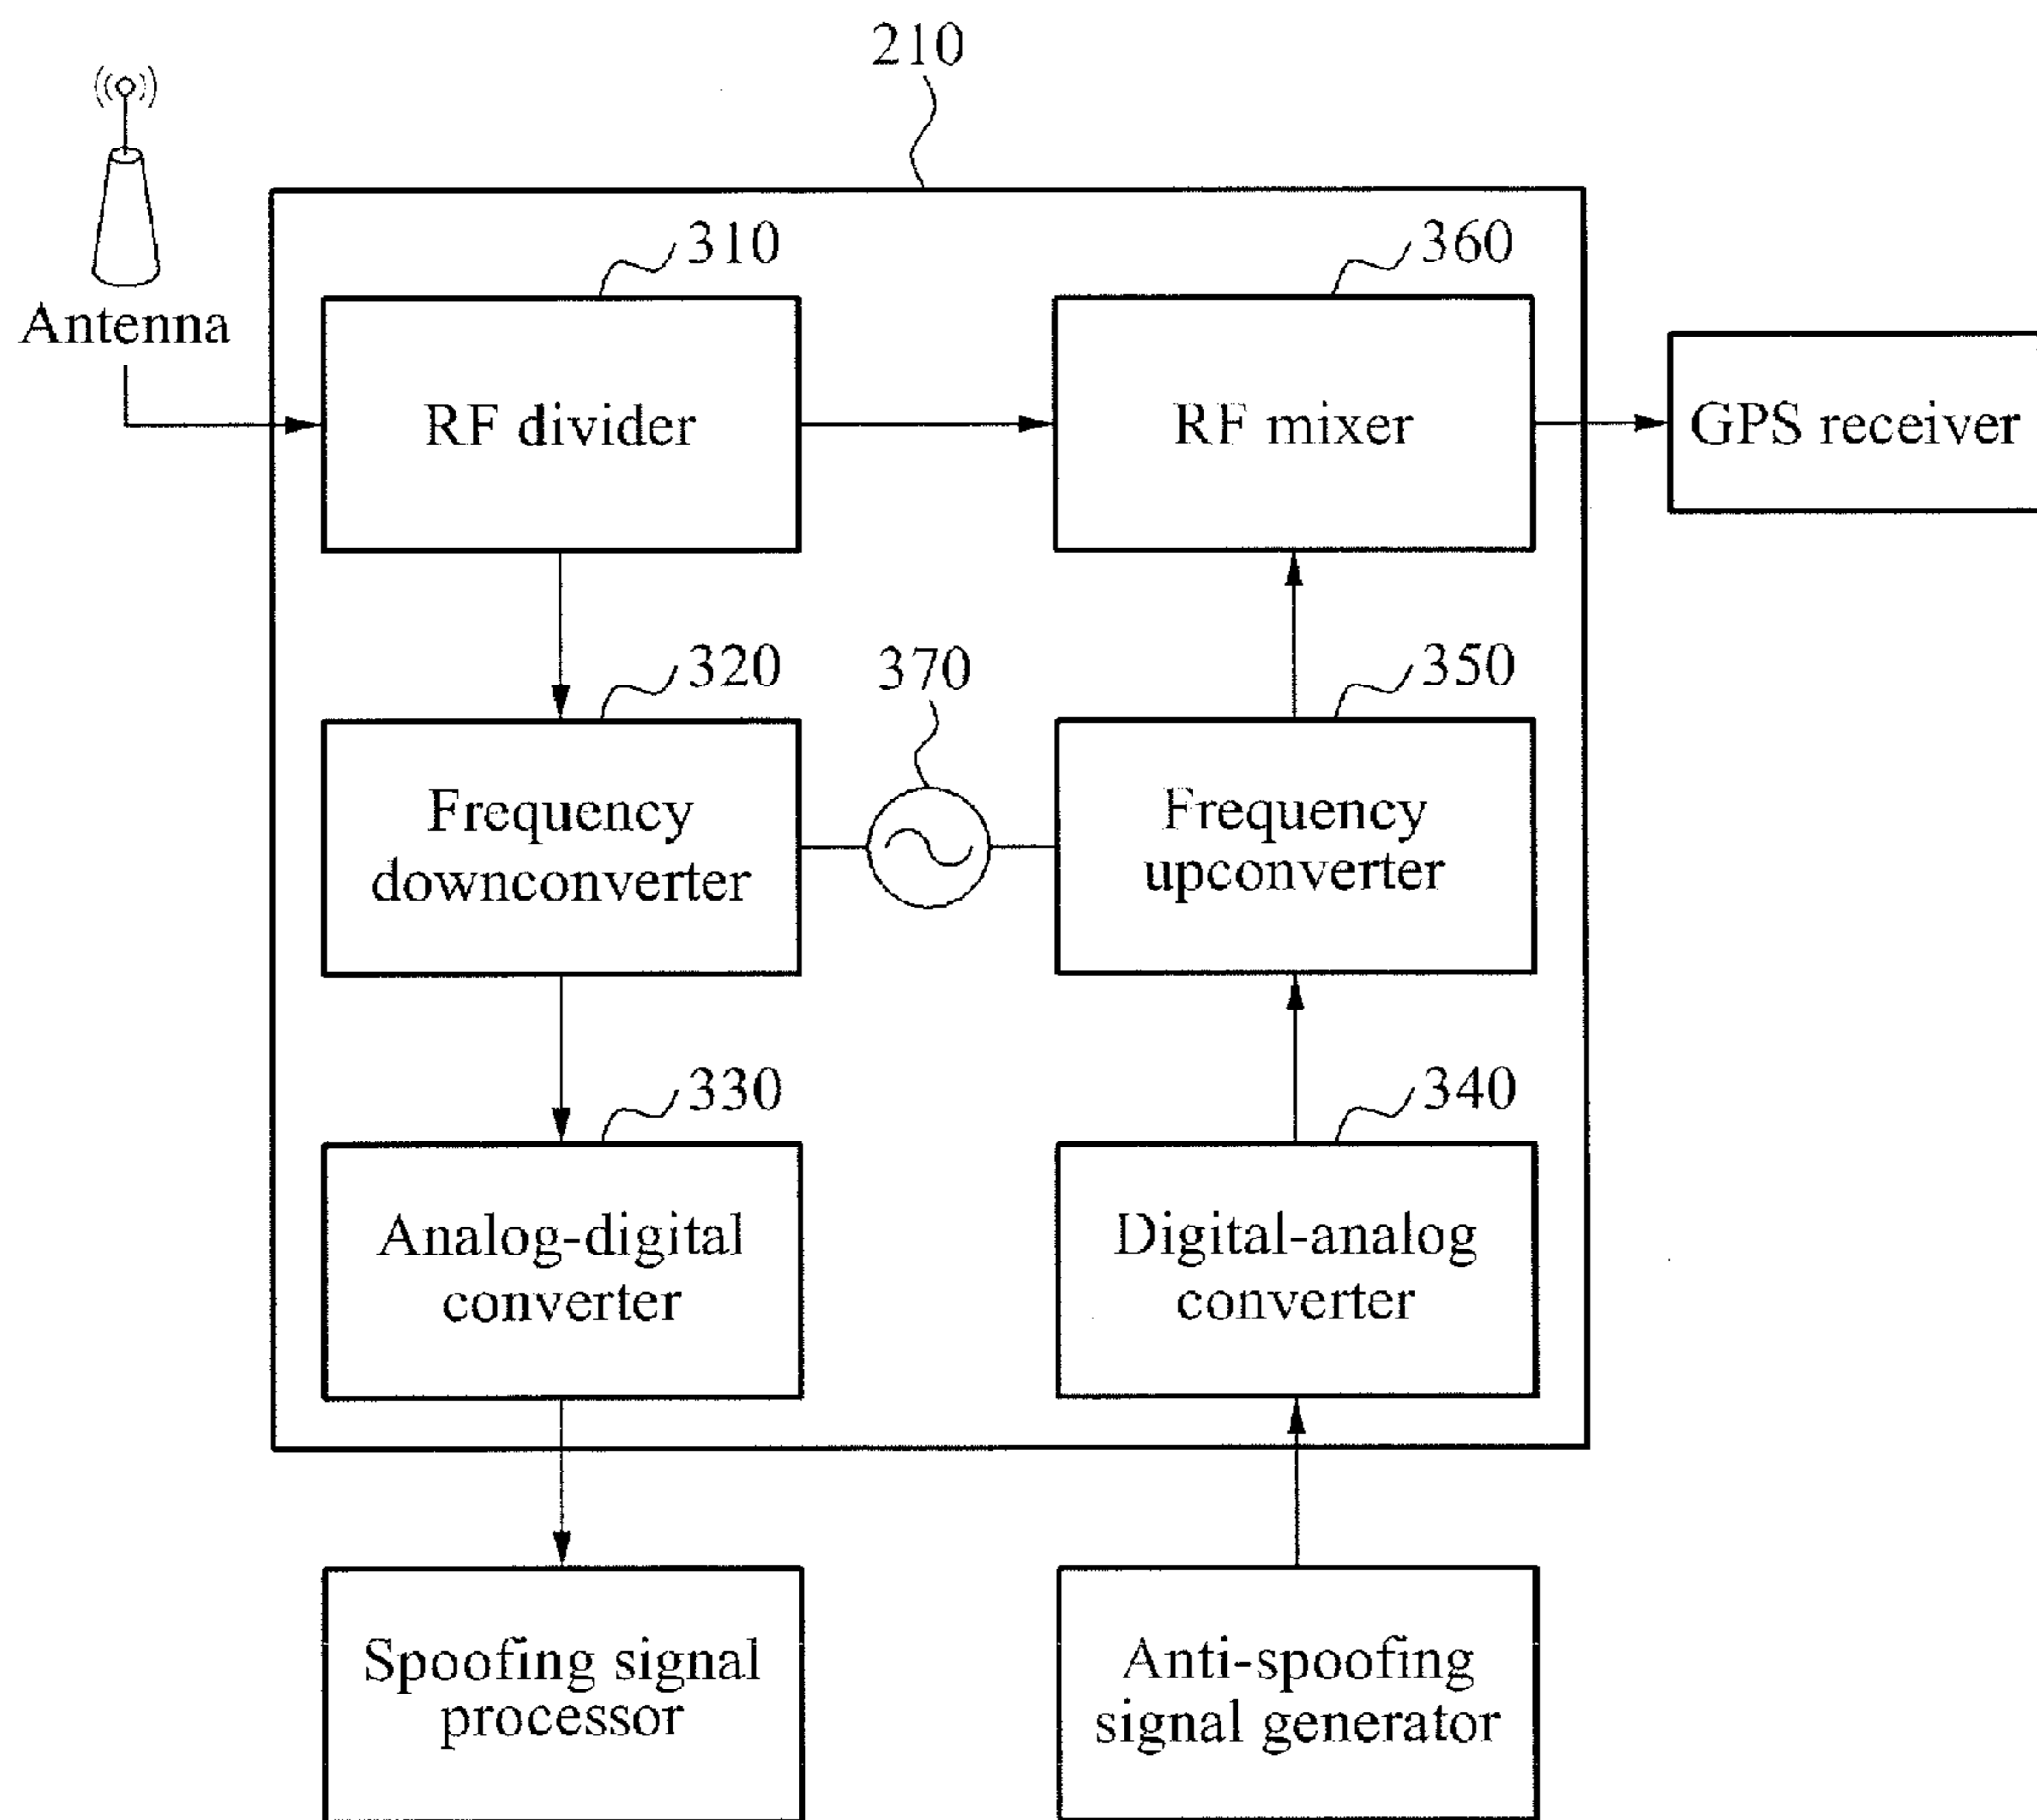 210
310
360
Antenna
RF divider
RF mixer
GPS receiver
320
370
350
Frequency
downconverter
Frequency
upconverter
330
340
Analog-digital
converter
Digital-analog
converter
Spoofing signal
processor
Anti-spoofing
signal generator